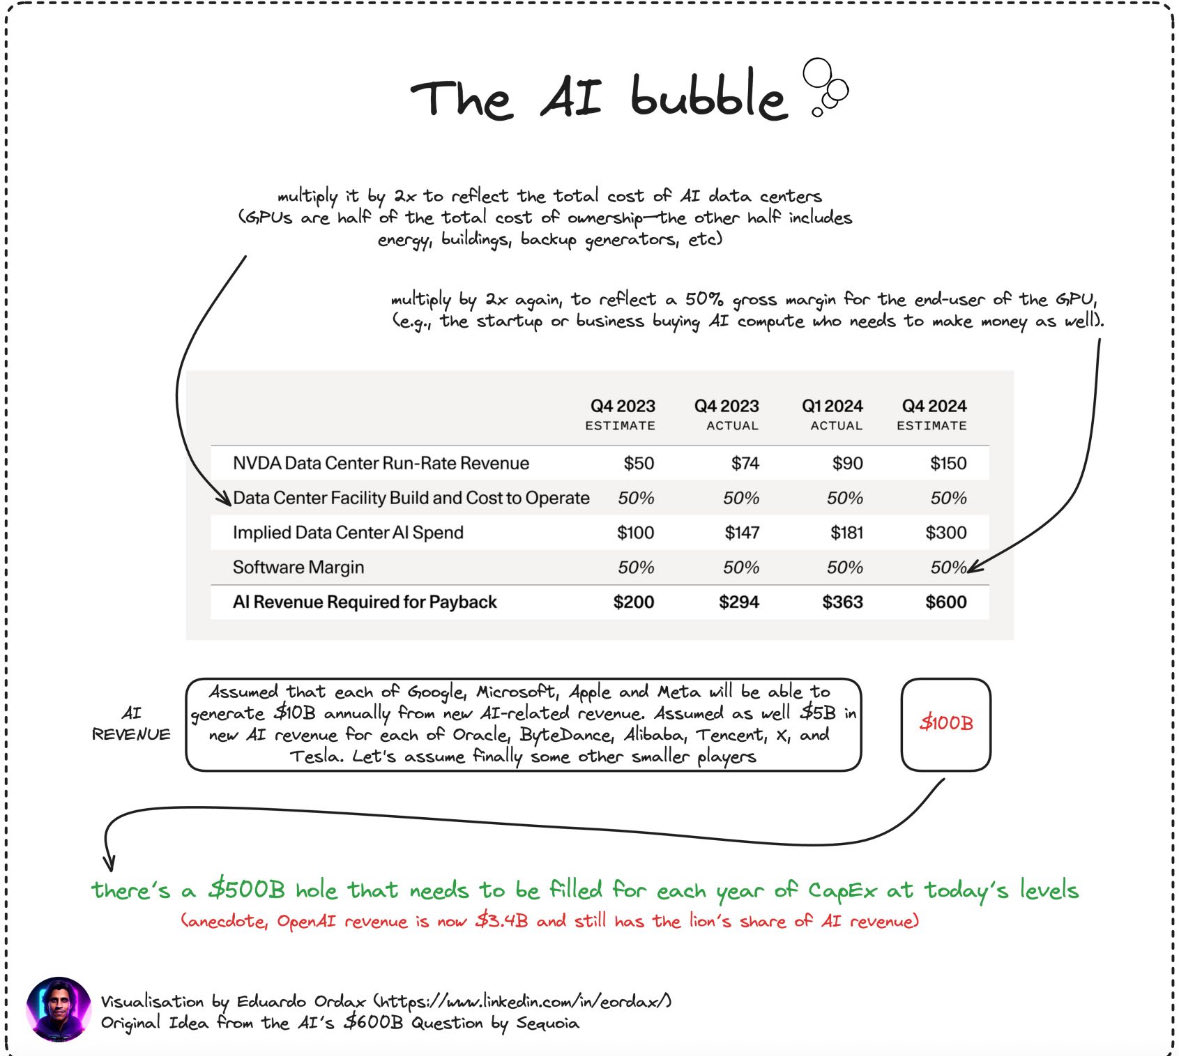 The AI bubble
multiply it by 2x to reflect the total cost of AI data centers
(GPUs are half of the total cost of ownership—the other half includes
energy, buildings, backup generators, etc)
multiply by 2x again, to reflect a 50% gross margin for the end-user of the GPU,
(e.g., the startup or business buying AI compute who needs to make money as well).
Q4 2023 Q4 2023 Q1 2024 Q4 2024
ESTIMATE ACTUAL ACTUAL ESTIMATE
NVDA Data Center Run-Rate Revenue $50 $74 $90 $150
Data Center Facility Build and Cost to Operate 50% 50% 50% 50%
Implied Data Center AI Spend $100 $147 $181 $300
Software Margin 50% 50% 50% 50%
AI Revenue Required for Payback $200 $294 $363 $600
AI
REVENUE
Assumed that each of Google, Microsoft, Apple and Meta will be able to
generate $10B annually from new AI-related revenue. Assumed as well $5B in
new AI revenue for each of Oracle, ByteDance, Alibaba, Tencent, X, and
Tesla. Let's assume finally some other smaller players
$100B
there's a $500B hole that needs to be filled for each year of CapEx at today's levels
(anecdote, OpenAI revenue is now $3.4B and still has the lion's share of AI revenue)
Visualisation by Eduardo Ordax (https://www.linkedin.com/in/eordax/)
Original Idea from the AI's $600B Question by Sequoia